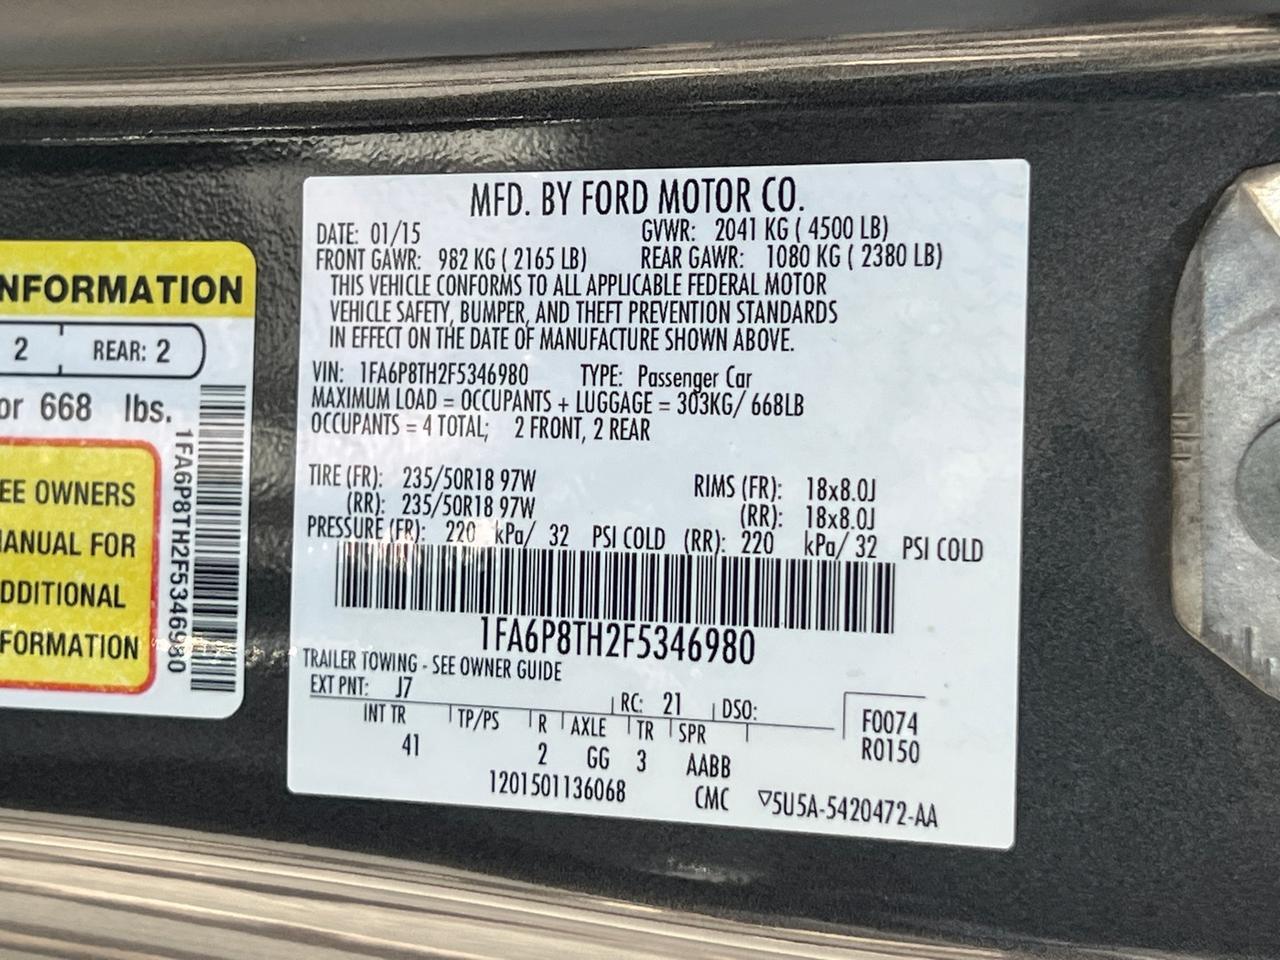 NFORMATION
2 REAR: 2
or 668 lbs.
EE OWNERS
ANUAL FOR
DDITIONAL
FORMATION
1FA6P8TH2F5346980
MFD. BY FORD MOTOR CO.
DATE: 01/15 GVWR: 2041 KG ( 4500 LB)
FRONT GAWR: 982 KG ( 2165 LB) REAR GAWR: 1080 KG ( 2380 LB)
THIS VEHICLE CONFORMS TO ALL APPLICABLE FEDERAL MOTOR
VEHICLE SAFETY, BUMPER, AND THEFT PREVENTION STANDARDS
IN EFFECT ON THE DATE OF MANUFACTURE SHOWN ABOVE.
VIN: 1FA6P8TH2F5346980 TYPE: Passenger Car
MAXIMUM LOAD = OCCUPANTS + LUGGAGE = 303KG/ 668LB
OCCUPANTS = 4 TOTAL; 2 FRONT, 2 REAR
TIRE (FR): 235/50R18 97W RIMS (FR): 18x8.0J
(RR): 235/50R18 97W (RR): 18x8.0J
PRESSURE (FR): 220 kPa/ 32 PSI COLD (RR): 220 kPa/ 32 PSI COLD
1FA6P8TH2F5346980
TRAILER TOWING - SEE OWNER GUIDE
EXT PNT: J7 RC: 21 DSO: F0074
INT TR TP/PS R AXLE TR SPR R0150
41 2 GG 3 AABB
1201501136068 CMC ▽5U5A-5420472-AA